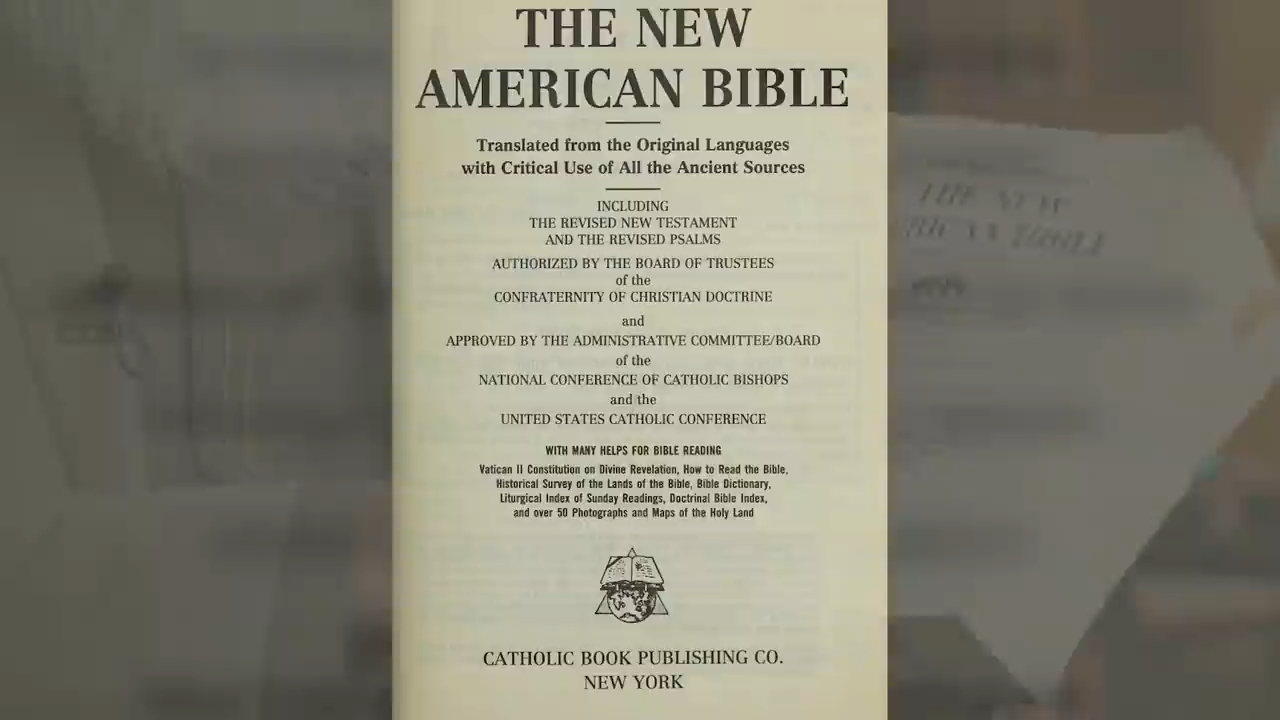 THE NEW
AMERICAN BIBLE
Translated from the Original Languages
with Critical Use of All the Ancient Sources
INCLUDING
THE REVISED NEW TESTAMENT
AND THE REVISED PSALMS
AUTHORIZED BY THE BOARD OF TRUSTEES
of the
CONFRATERNITY OF CHRISTIAN DOCTRINE
and
APPROVED BY THE ADMINISTRATIVE COMMITTEE/BOARD
of the
NATIONAL CONFERENCE OF CATHOLIC BISHOPS
and the
UNITED STATES CATHOLIC CONFERENCE
WITH MANY HELPS FOR BIBLE READING
Vatican II Constitution on Divine Revelation, How to Read the Bible,
Historical Survey of the Lands of the Bible, Bible Dictionary,
Liturgical Index of Sunday Readings, Doctrinal Bible Index,
and over 50 Photographs and Maps of the Holy Land
CATHOLIC BOOK PUBLISHING CO.
NEW YORK